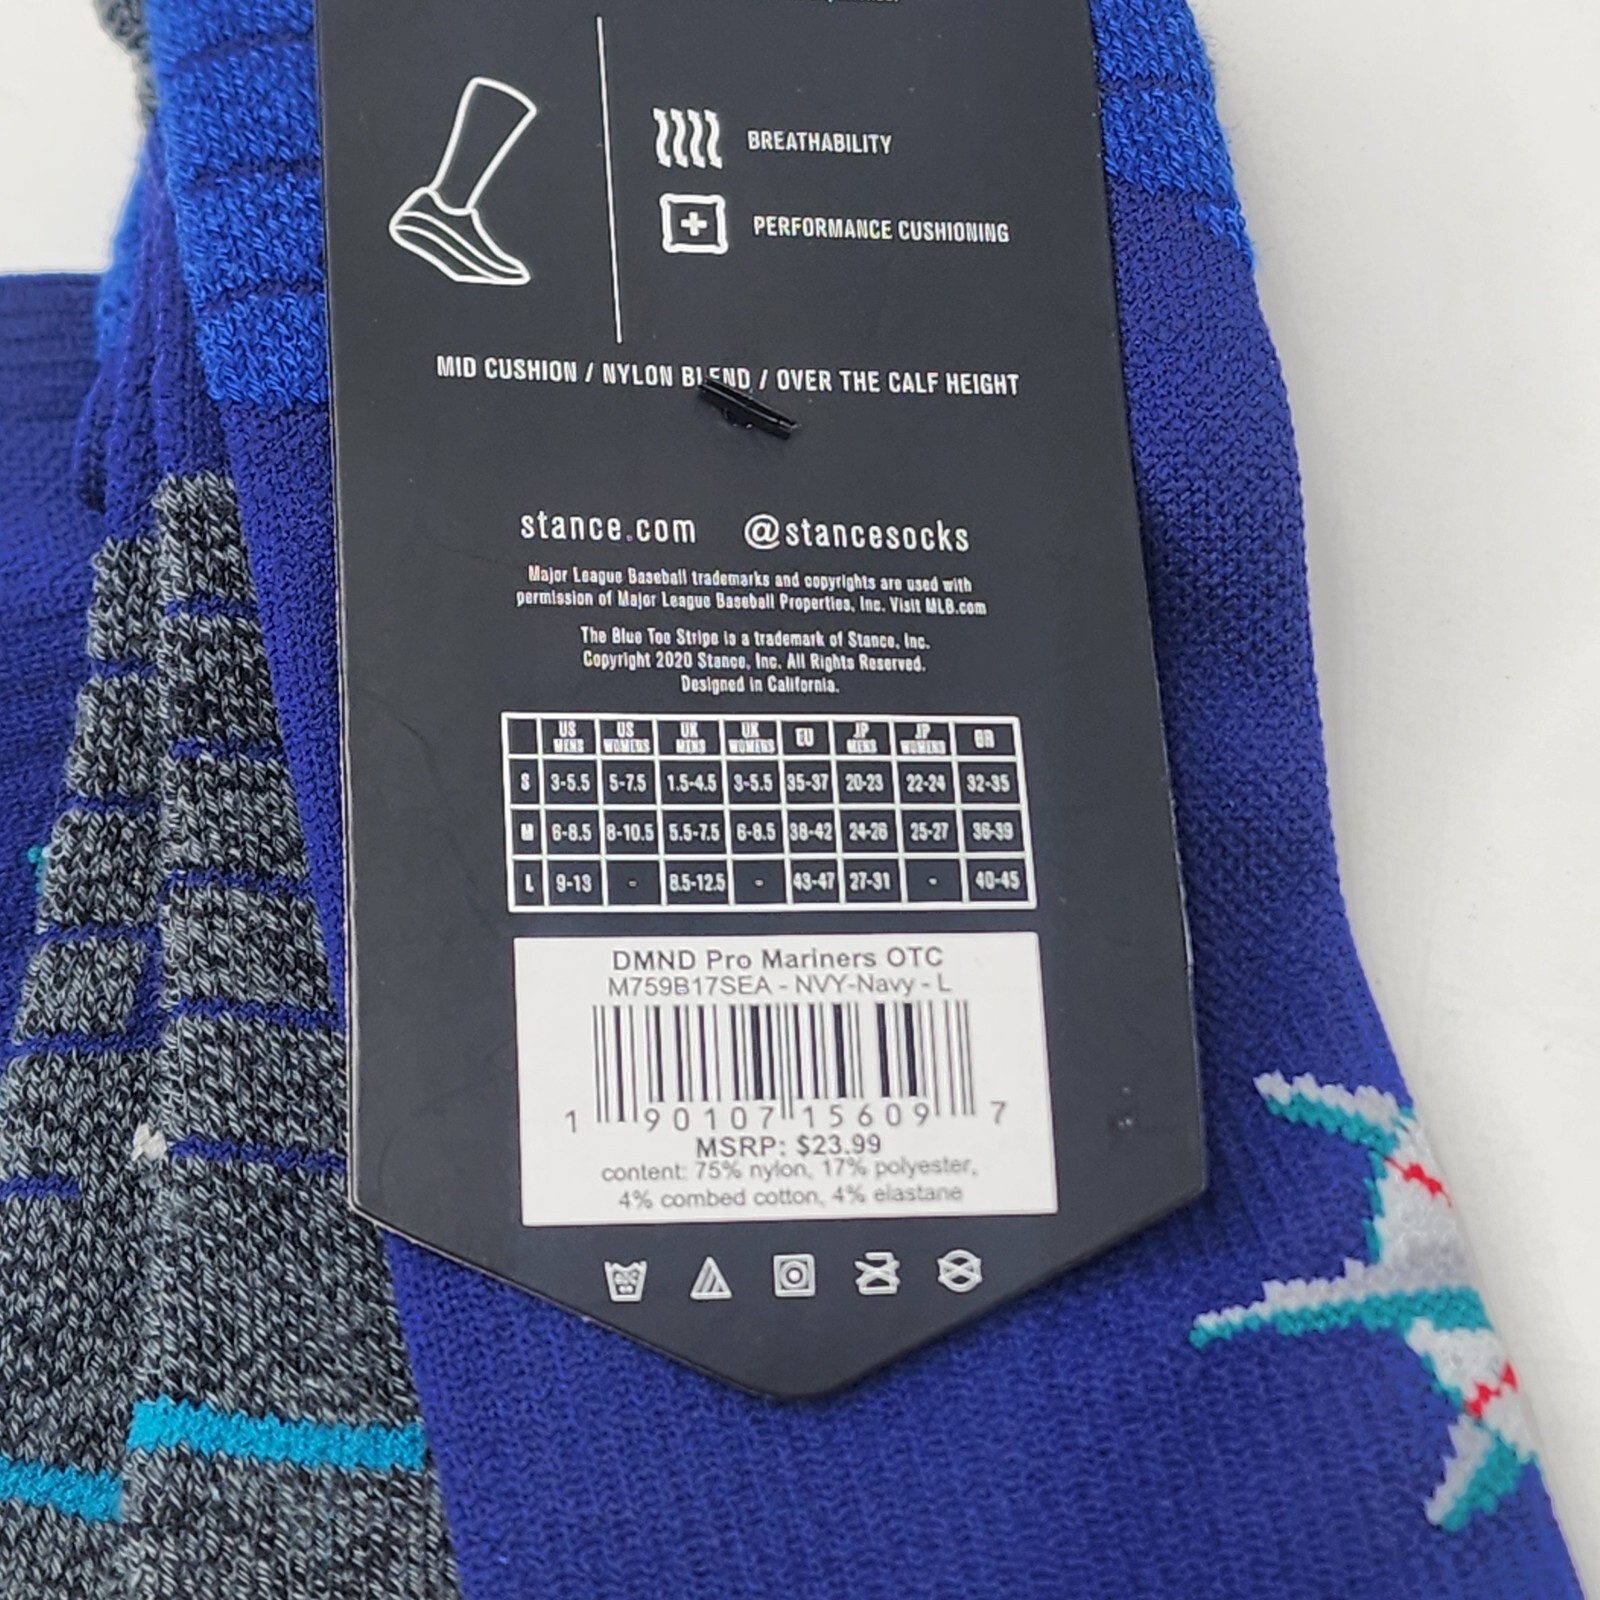 BREATHABILITY
PERFORMANCE CUSHIONING
MID CUSHION / NYLON BLEND / OVER THE CALF HEIGHT
stance.com @stancesocks
Major League Baseball trademarks and copyrights are used with
permission of Major League Baseball Properties, Inc. Visit MLB.com
The Blue Toe Stripe is a trademark of Stance, Inc.
Copyright 2020 Stance, Inc. All Rights Reserved.
Designed in California.
US MENS US WOMENS UK MENS UK WOMENS EU JP MENS JP WOMENS BR
S 3-5.5 5-7.5 1.5-4.5 3-5.5 35-37 20-23 22-24 32-35
M 6-8.5 8-10.5 5.5-7.5 6-8.5 38-42 24-26 25-27 36-39
L 9-13 - 8.5-12.5 - 43-47 27-31 - 40-45
DMND Pro Mariners OTC
M759B17SEA - NVY-Navy - L
1 90107 15609 7
MSRP: $23.99
content: 75% nylon, 17% polyester,
4% combed cotton, 4% elastane